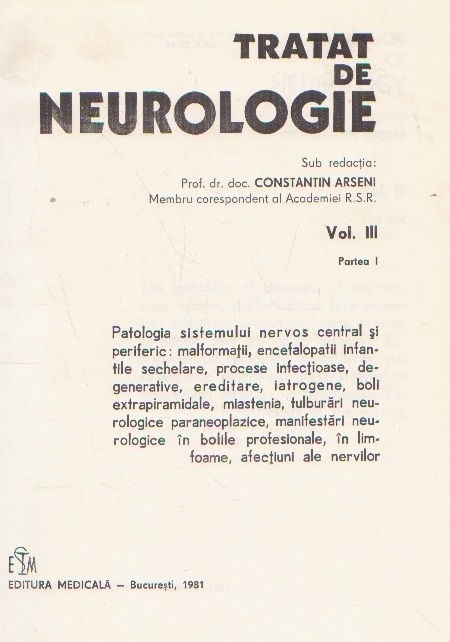 TRATAT
DE
NEUROLOGIE
Sub redacția:
Prof. dr. doc. CONSTANTIN ARSENI
Membru corespondent al Academiei R.S.R.
Vol. III
Partea I
Patologia sistemului nervos central și
periferic: malformații, encefalopatii infan-
tile sechelare, procese infecțioase, de-
generative, ereditare, iatrogene, boli
extrapiramidale, miastenia, tulburări neu-
rologice paraneoplazice, manifestări neu-
rologice în bolile profesionale, în lim-
foame, afecțiuni ale nervilor
EM
EDITURA MEDICALĂ – București, 1981